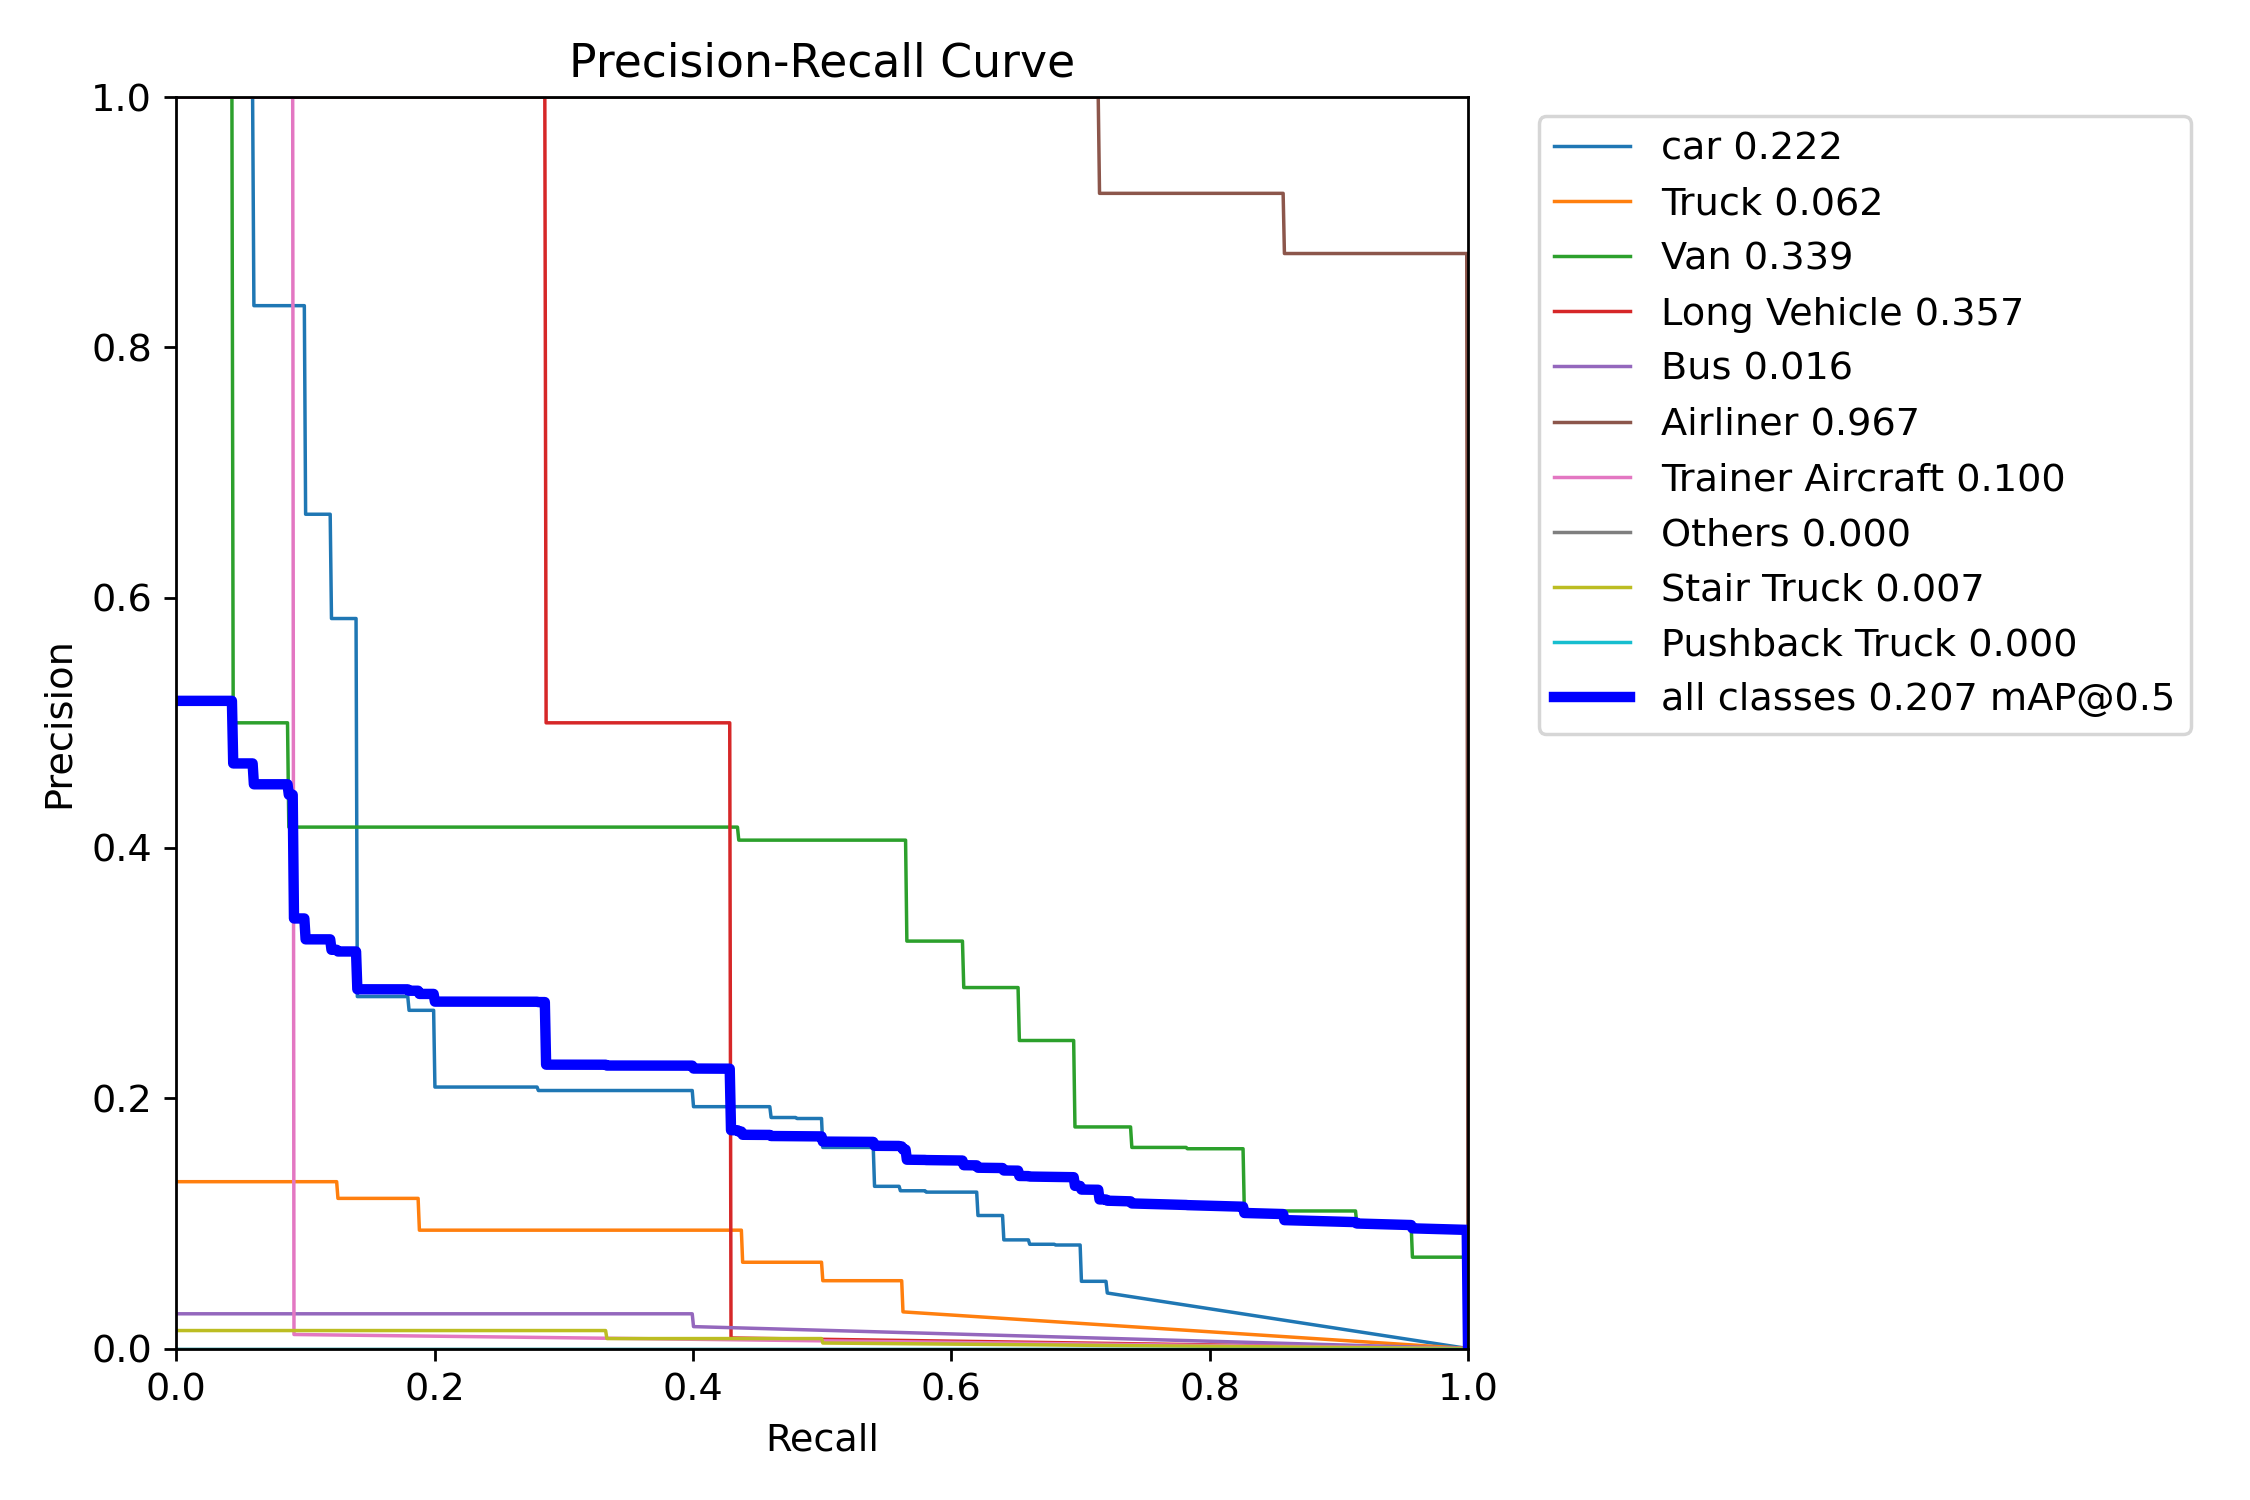 Precision-Recall Curve
1.0
0.8
0.6
0.4
0.2
0.0
Precision
0.0 0.2 0.4 0.6 0.8 1.0
Recall
car 0.222
Truck 0.062
Van 0.339
Long Vehicle 0.357
Bus 0.016
Airliner 0.967
Trainer Aircraft 0.100
Others 0.000
Stair Truck 0.007
Pushback Truck 0.000
all classes 0.207 mAP@0.5